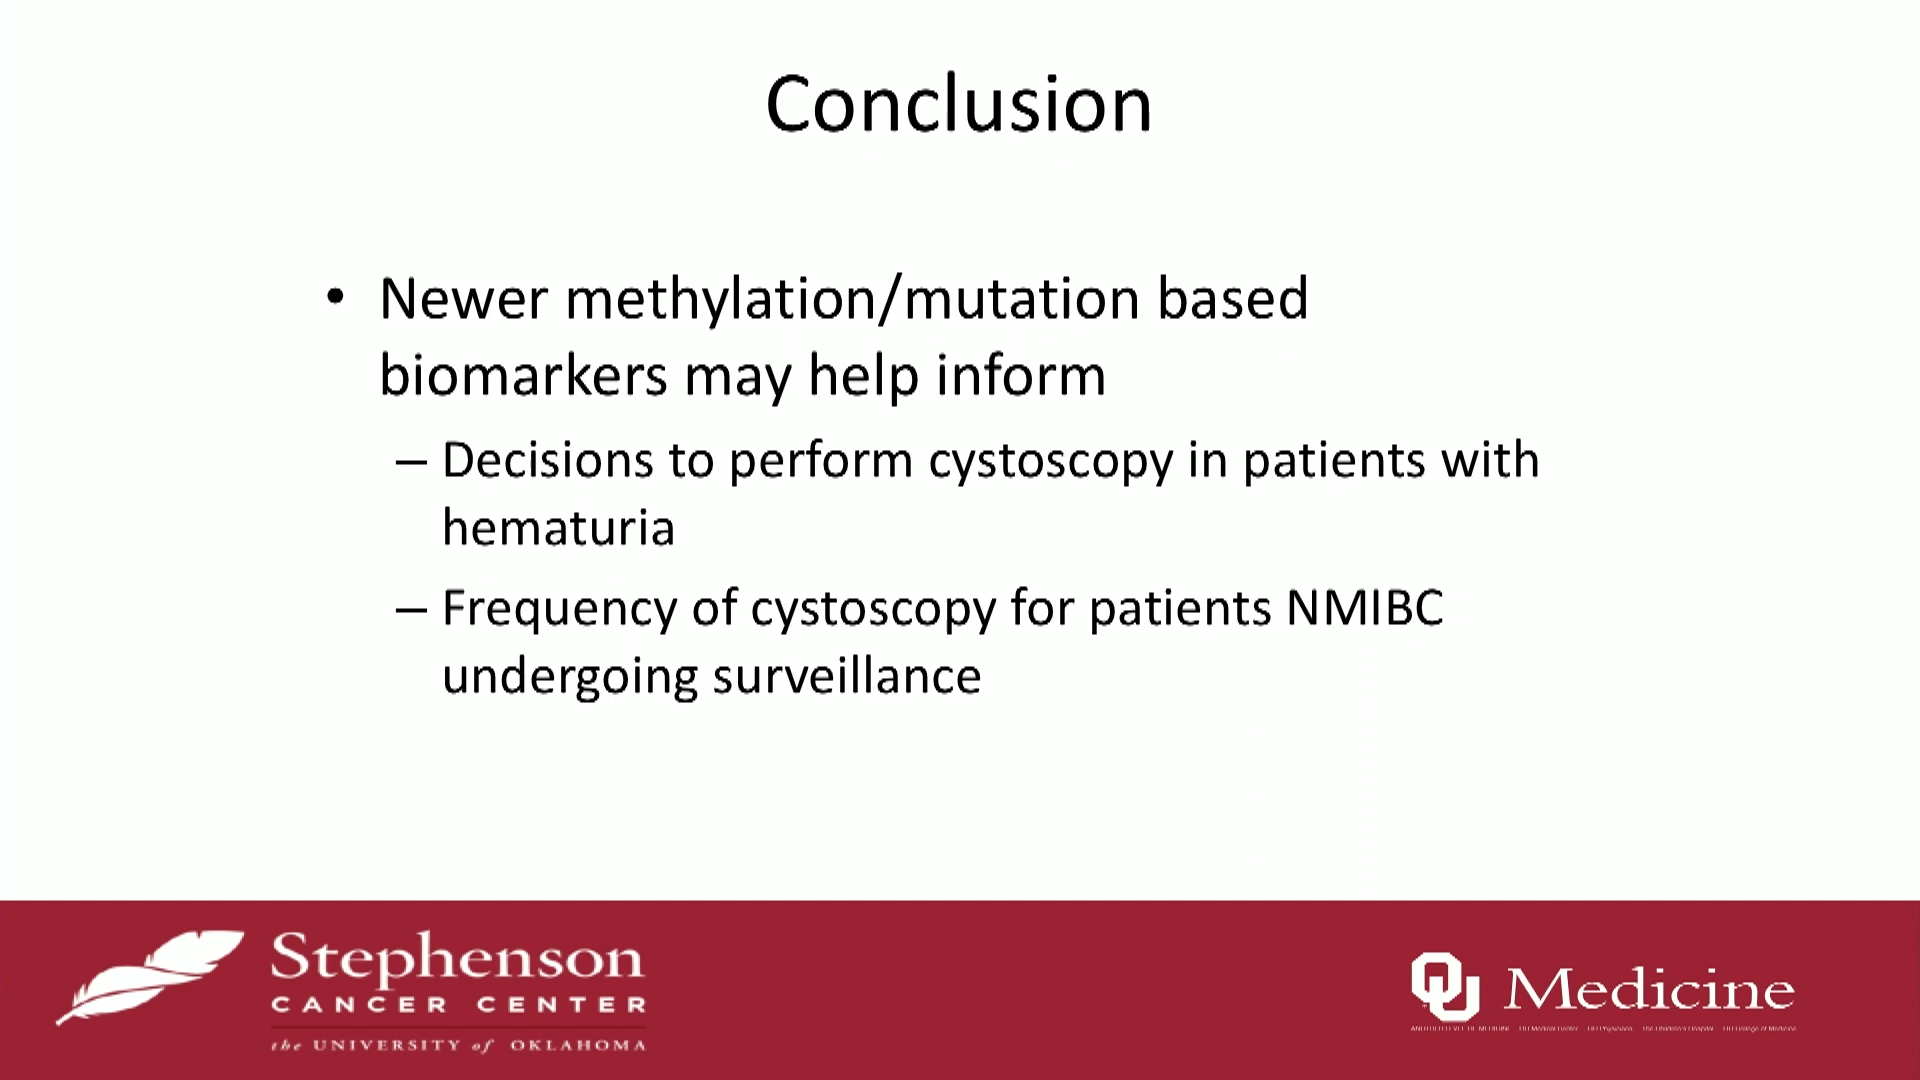 Conclusion
• Newer methylation/mutation based
biomarkers may help inform
– Decisions to perform cystoscopy in patients with
hematuria
– Frequency of cystoscopy for patients NMIBC
undergoing surveillance
Stephenson
CANCER CENTER
the UNIVERSITY of OKLAHOMA
OU Medicine